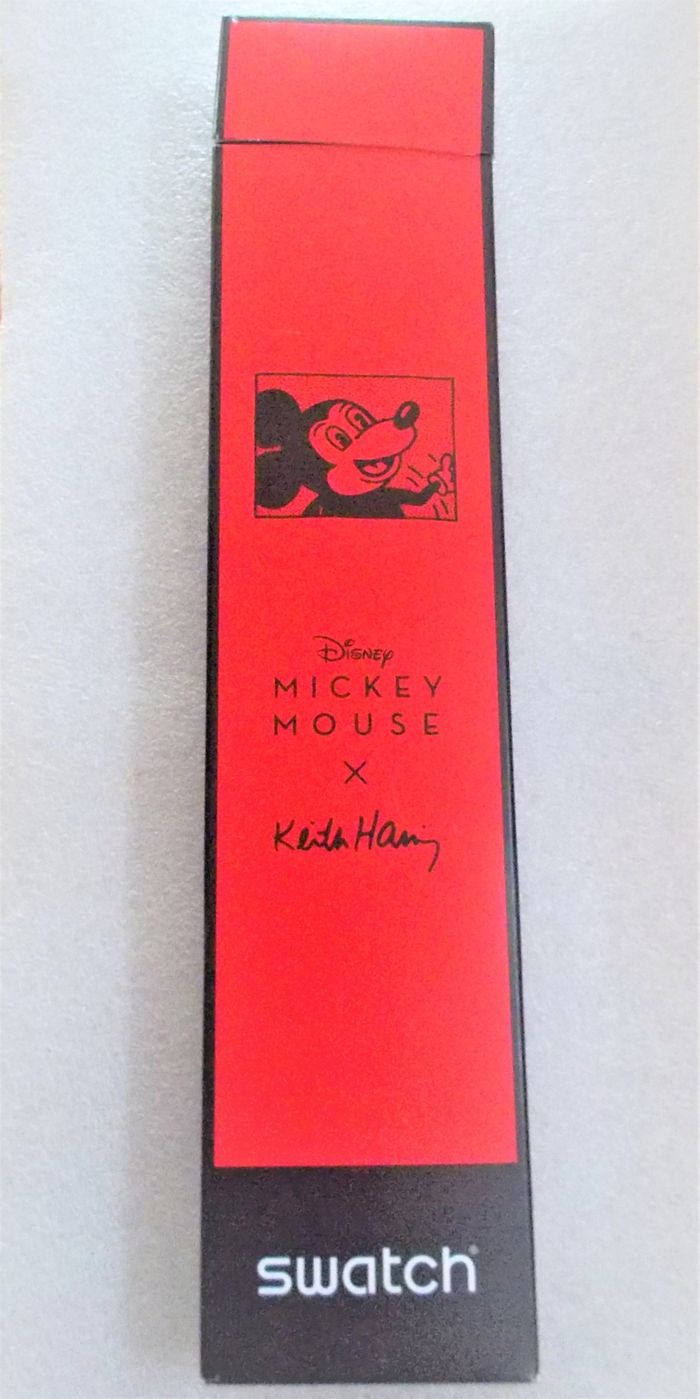 Disney
MICKEY
MOUSE
X
Keith Haring
swatch